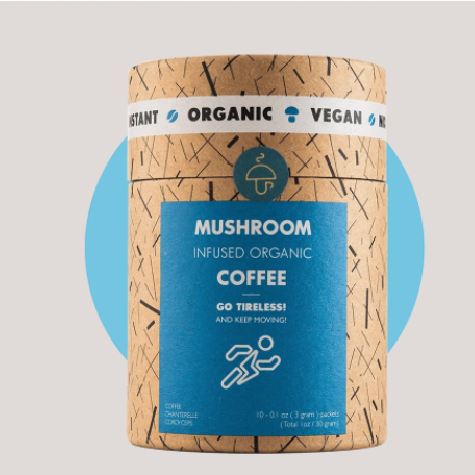 ORGANIC VEGAN
MUSHROOM
INFUSED ORGANIC
COFFEE
GO TIRELESS!
AND KEEP MOVING!
COFFEE
CHANTERELLE
CORDYCEPS
10 - 0.1 oz ( 3 gram ) packets
( Total 1oz ( 30 gram)